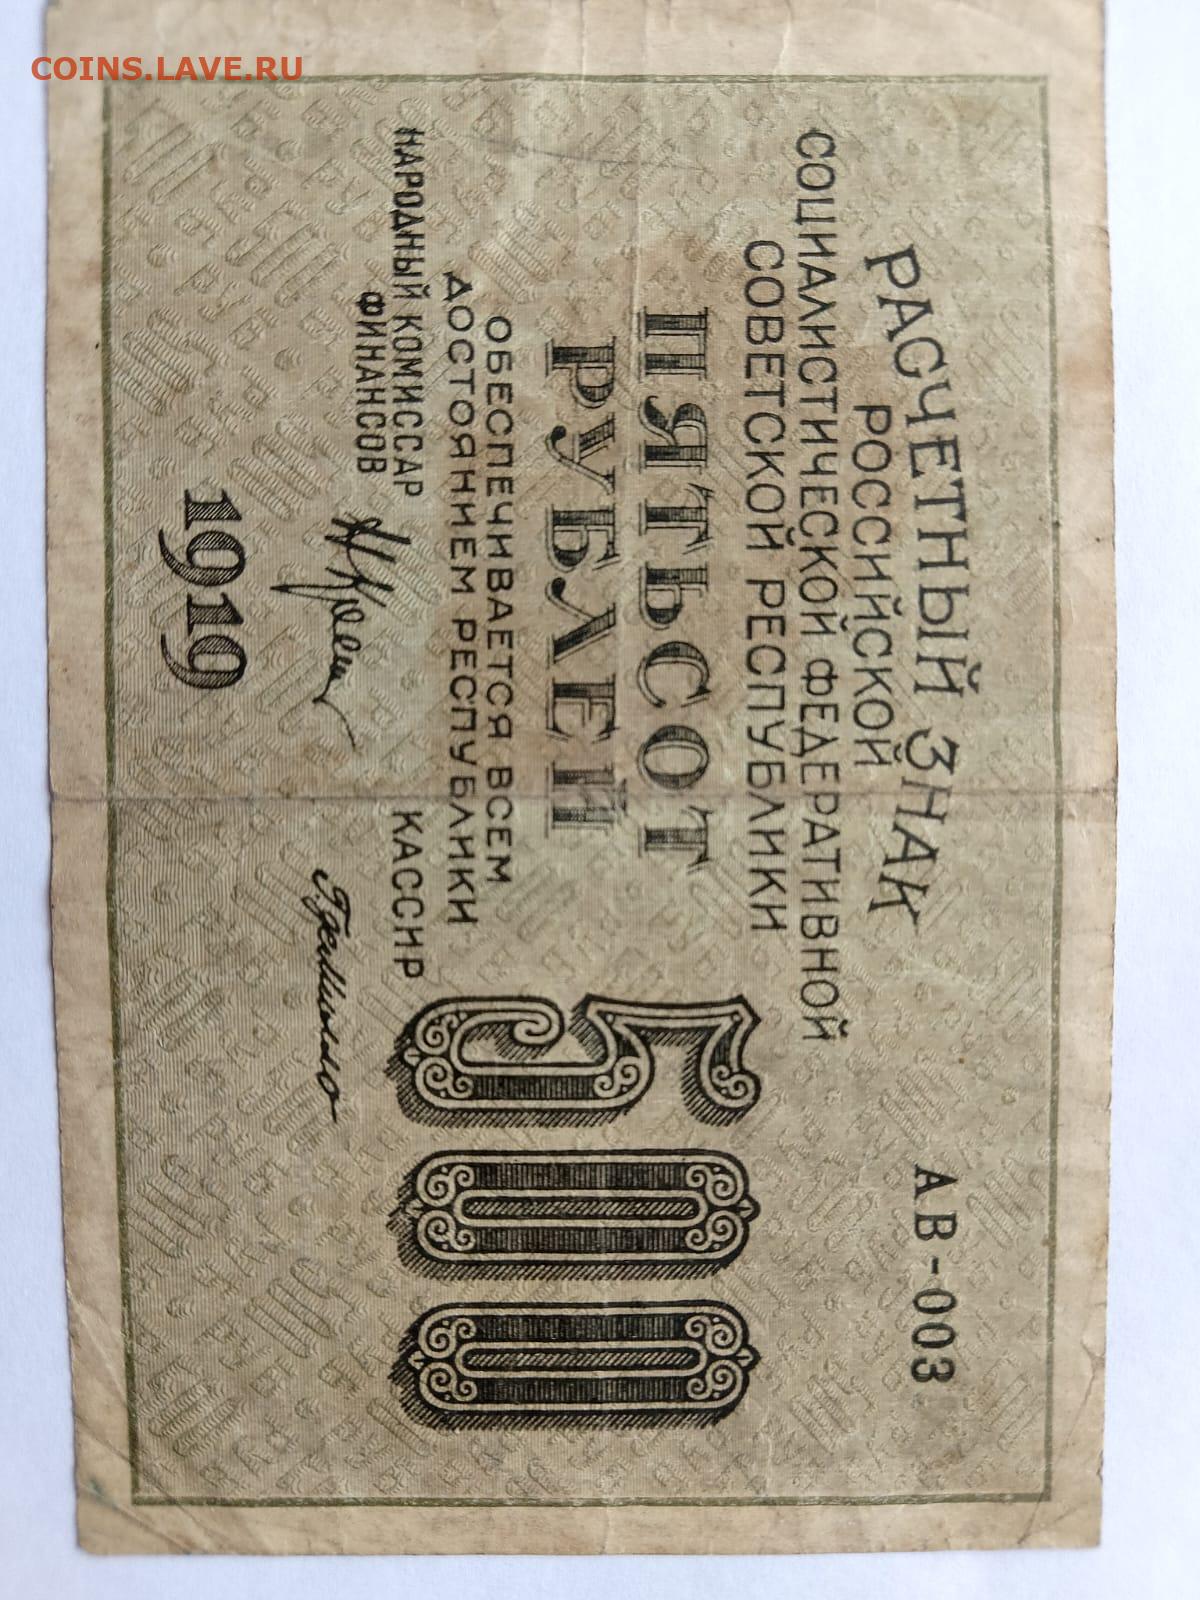 COINS.LAVE.RU
РАСЧЕТНЫЙ ЗНАК
РОССИЙСКОЙ
СОЦИАЛИСТИЧЕСКОЙ ФЕДЕРАТИВНОЙ
СОВЕТСКОЙ РЕСПУБЛИКИ
АВ-003
ПЯТЬСОТ
РУБЛЕЙ
500
ОБЕСПЕЧИВАЕТСЯ ВСЕМ
ДОСТОЯНИЕМ РЕСПУБЛИКИ
НАРОДНЫЙ КОМИССАР
ФИНАНСОВ
КАССИР
1919